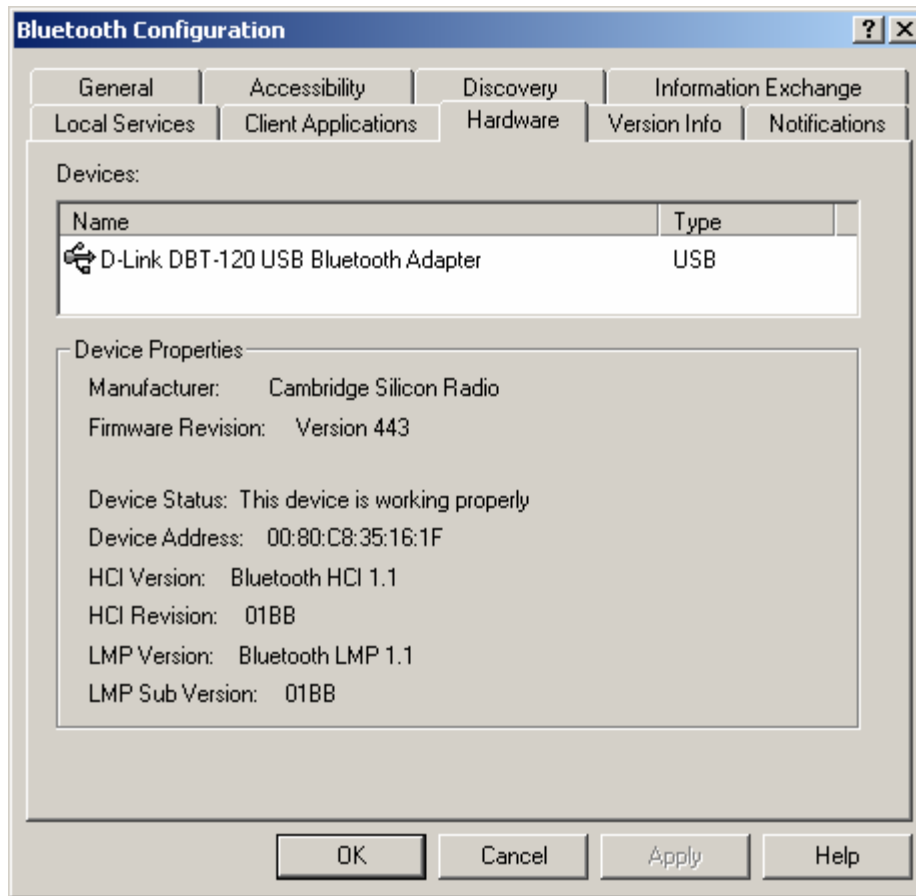 Bluetooth Configuration
General Accessibility Discovery Information Exchange
Local Services Client Applications Hardware Version Info Notifications
Devices:
Name Type
D-Link DBT-120 USB Bluetooth Adapter USB
Device Properties
Manufacturer: Cambridge Silicon Radio
Firmware Revision: Version 443
Device Status: This device is working properly
Device Address: 00:80:C8:35:16:1F
HCI Version: Bluetooth HCI 1.1
HCI Revision: 01BB
LMP Version: Bluetooth LMP 1.1
LMP Sub Version: 01BB
OK Cancel Apply Help